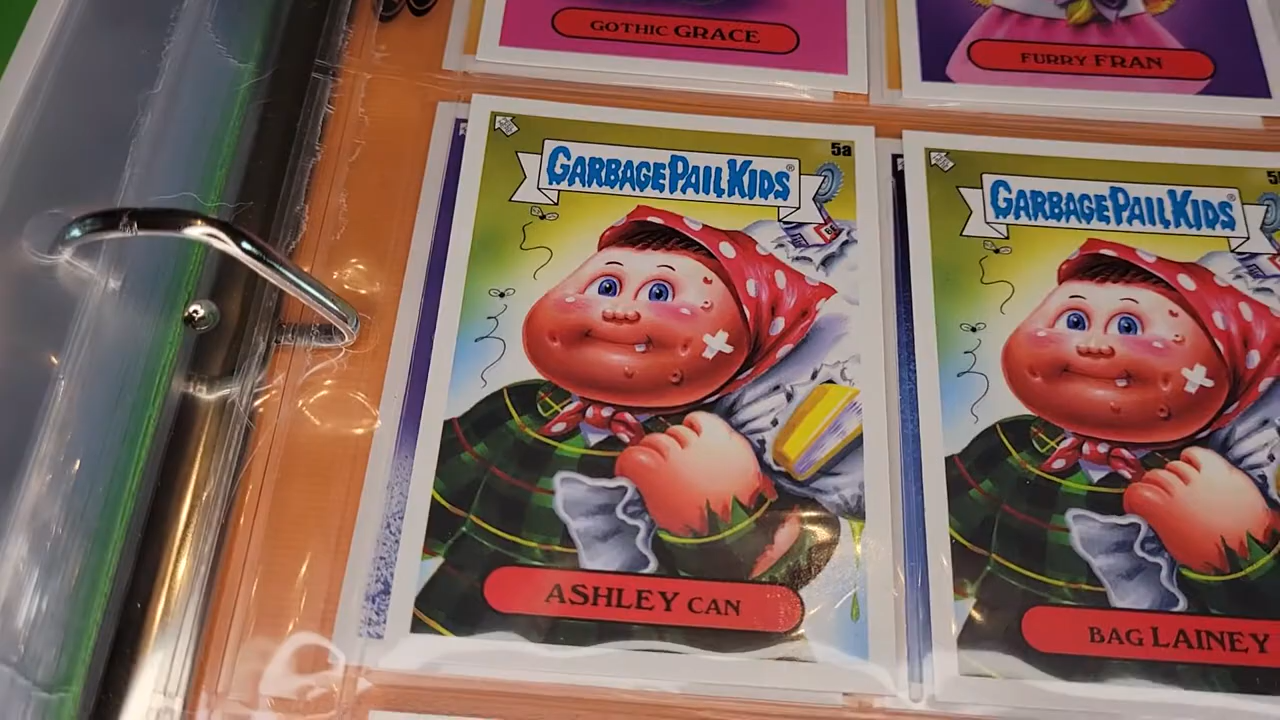 GOTHIC GRACE
FURRY FRAN
5a
GARBAGE PAIL KIDS®
ASHLEY CAN
GARBAGE PAIL KIDS®
BAG LAINEY